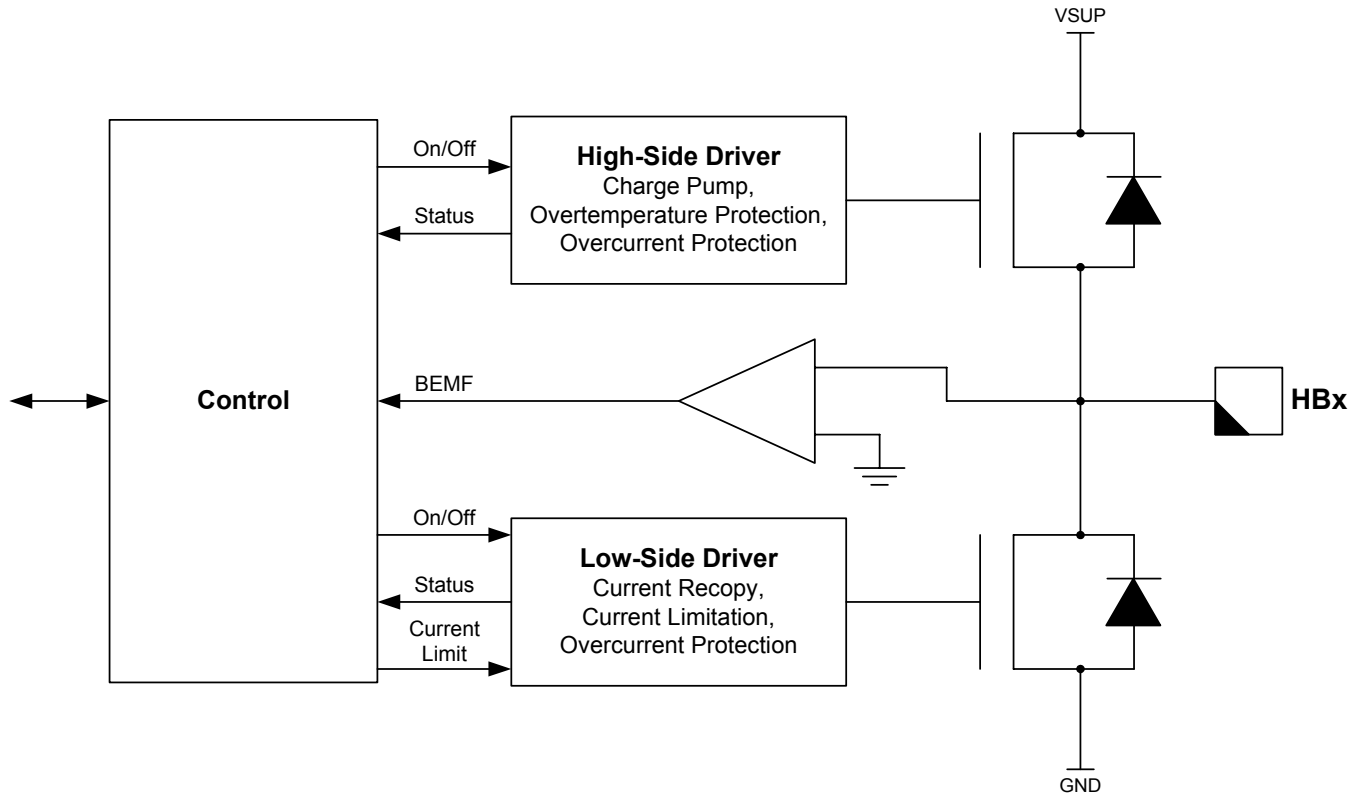 VSUP
On/Off
Status
High-Side Driver
Charge Pump,
Overtemperature Protection,
Overcurrent Protection
Control
BEMF
HBx
On/Off
Status
Current
Limit
Low-Side Driver
Current Recopy,
Current Limitation,
Overcurrent Protection
GND